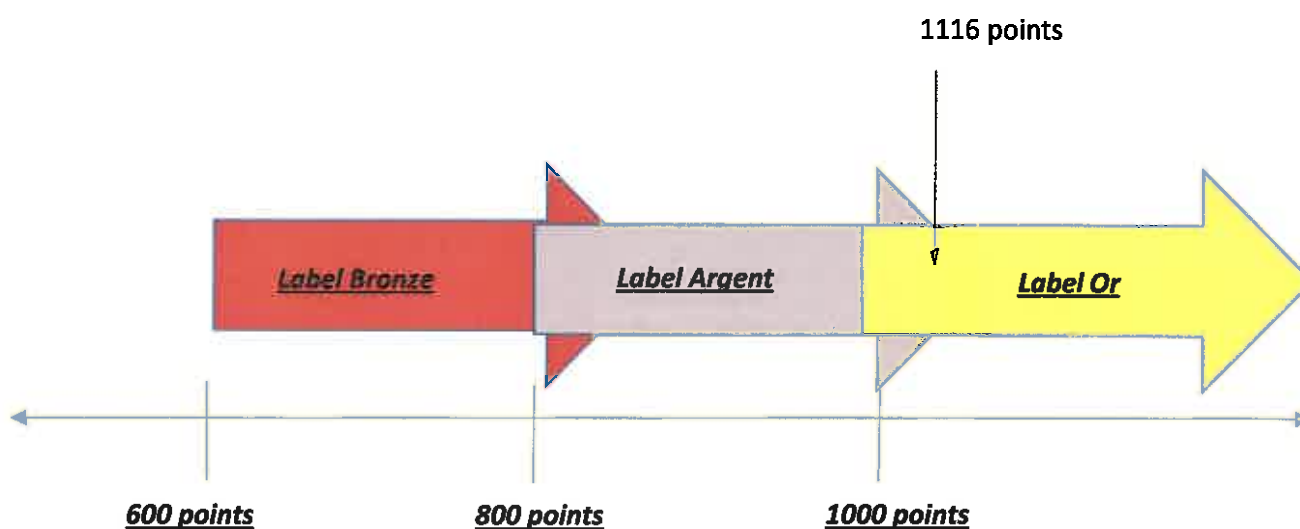 1116 points
Label Bronze
Label Argent
Label Or
600 points
800 points
1000 points